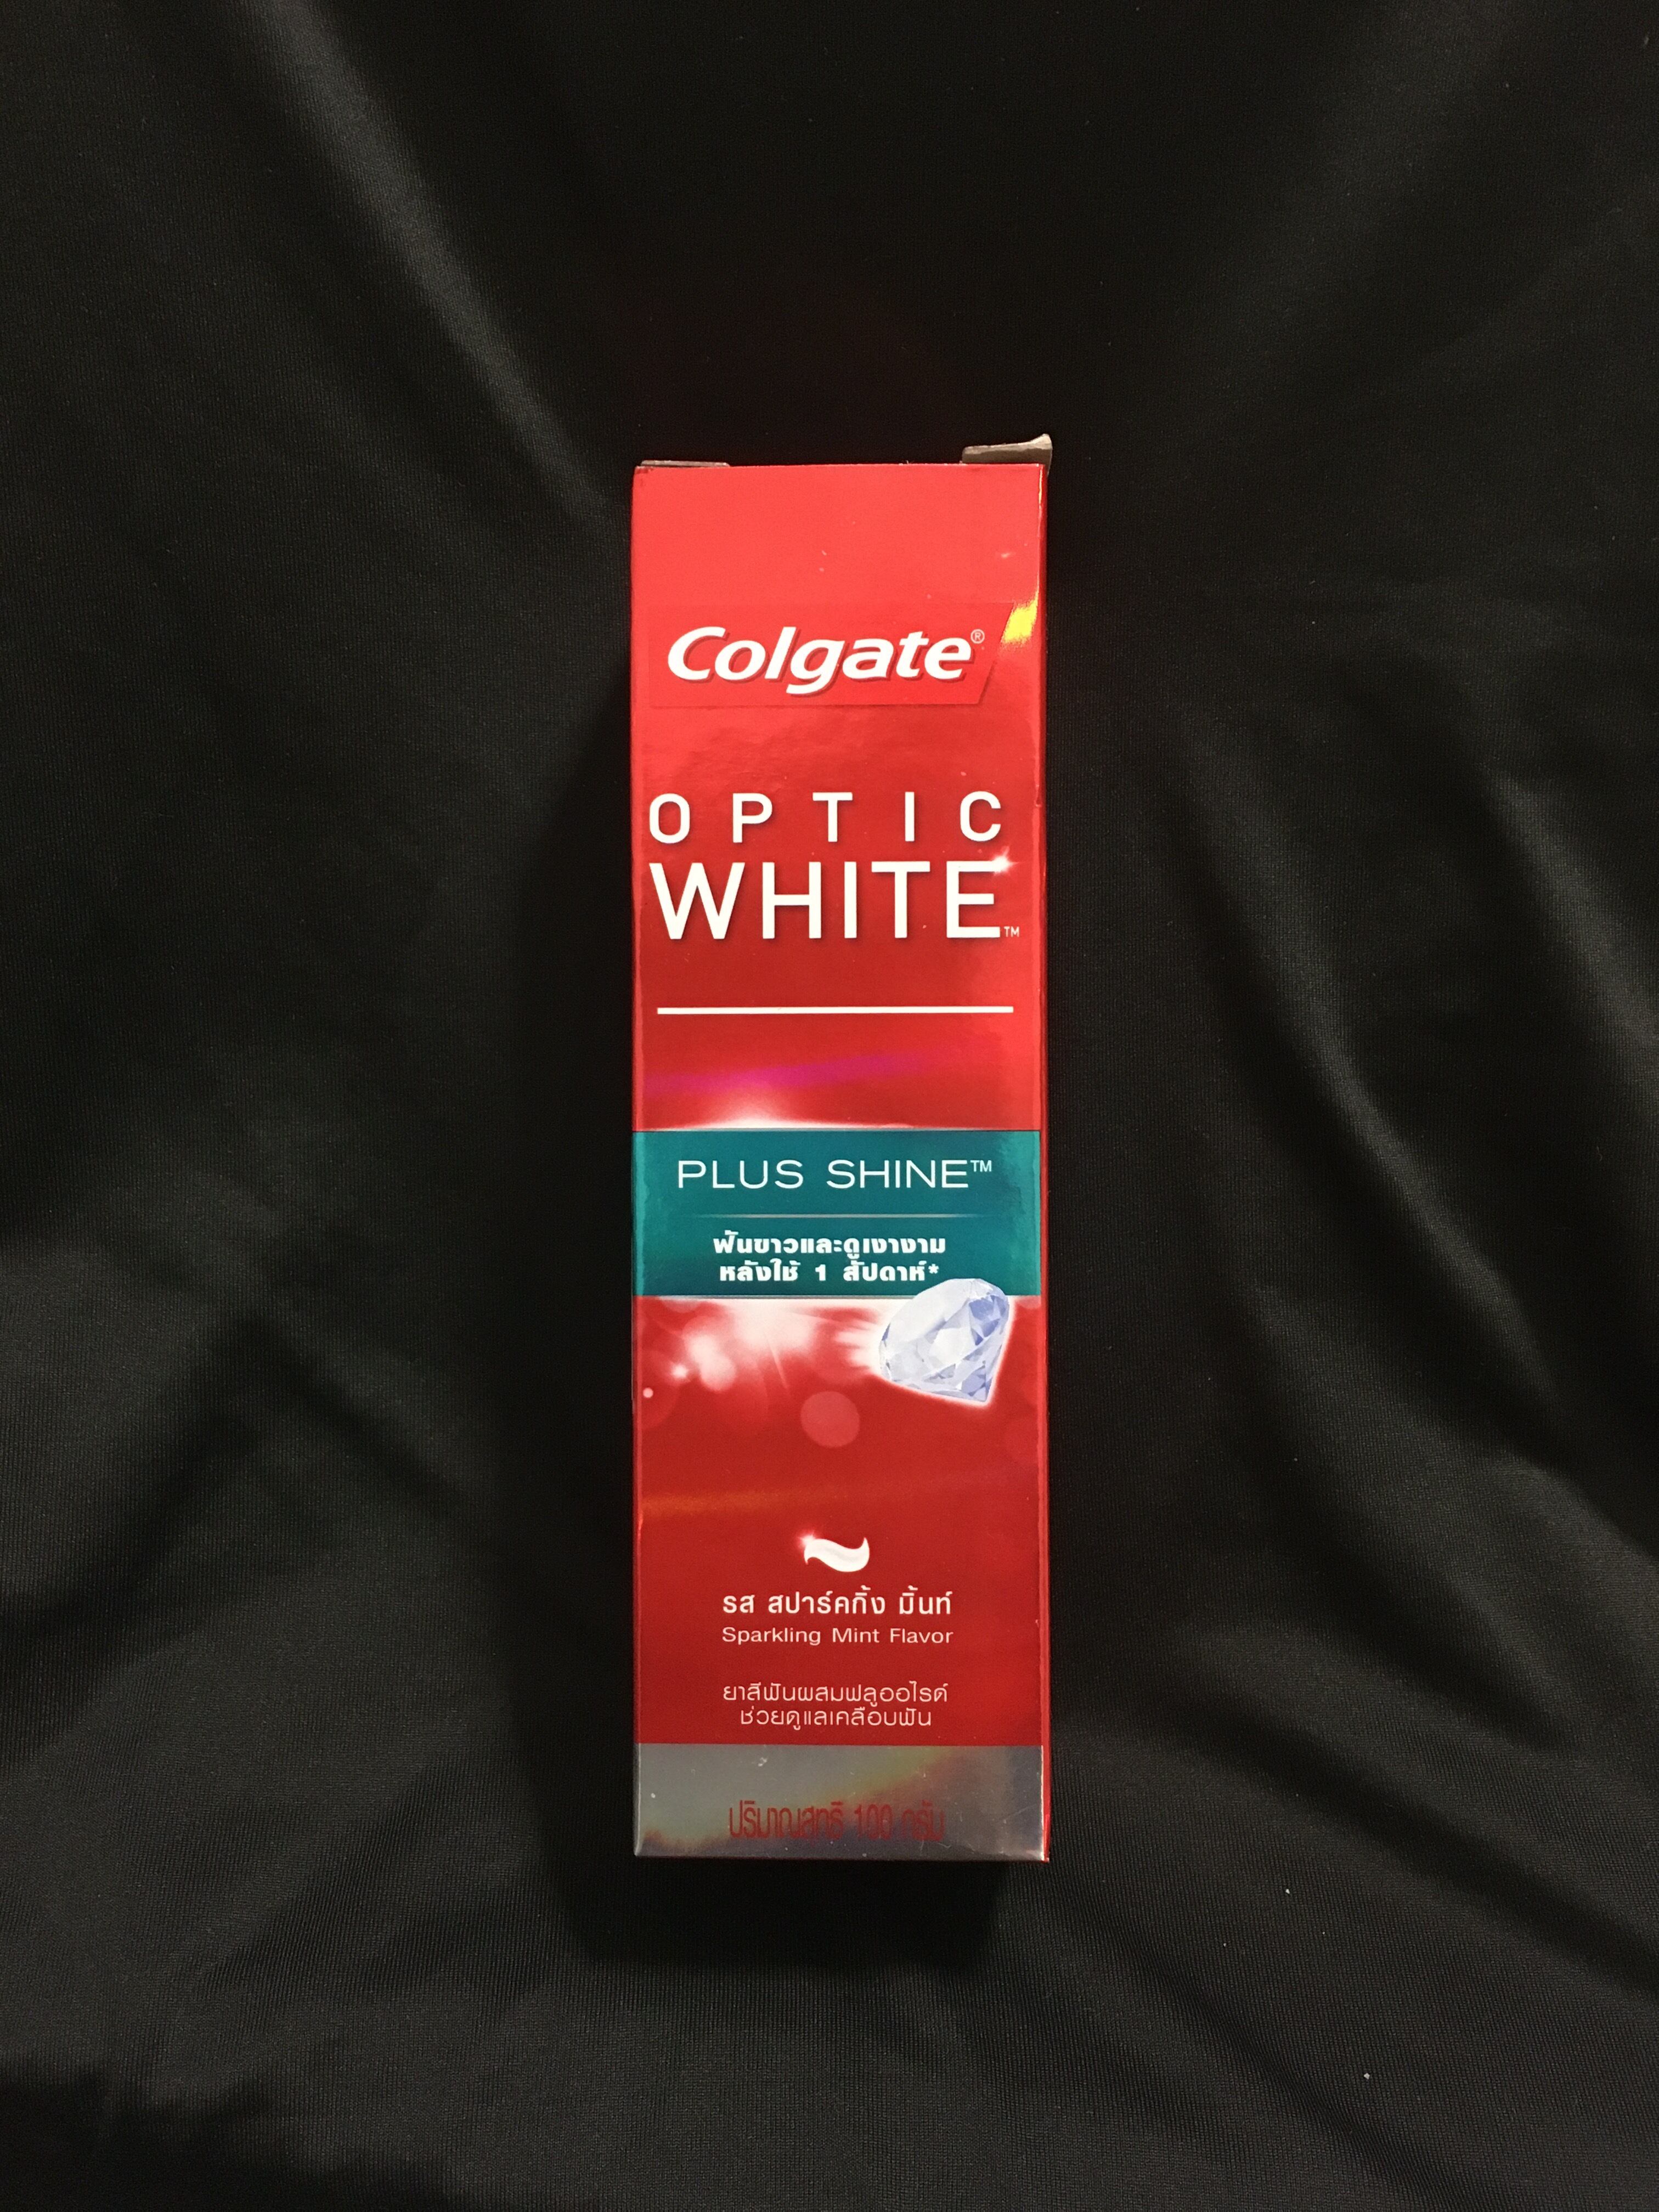 Colgate®
OPTIC
WHITE™
PLUS SHINE™
ฟันขาวและดูเงางาม
หลังใช้ 1 สัปดาห์*
รส สปาร์คกิ้ง มิ้นท์
Sparkling Mint Flavor
ยาสีฟันผสมฟลูออไรด์
ช่วยดูแลเคลือบฟัน
ปริมาณสุทธิ 100 กรัม